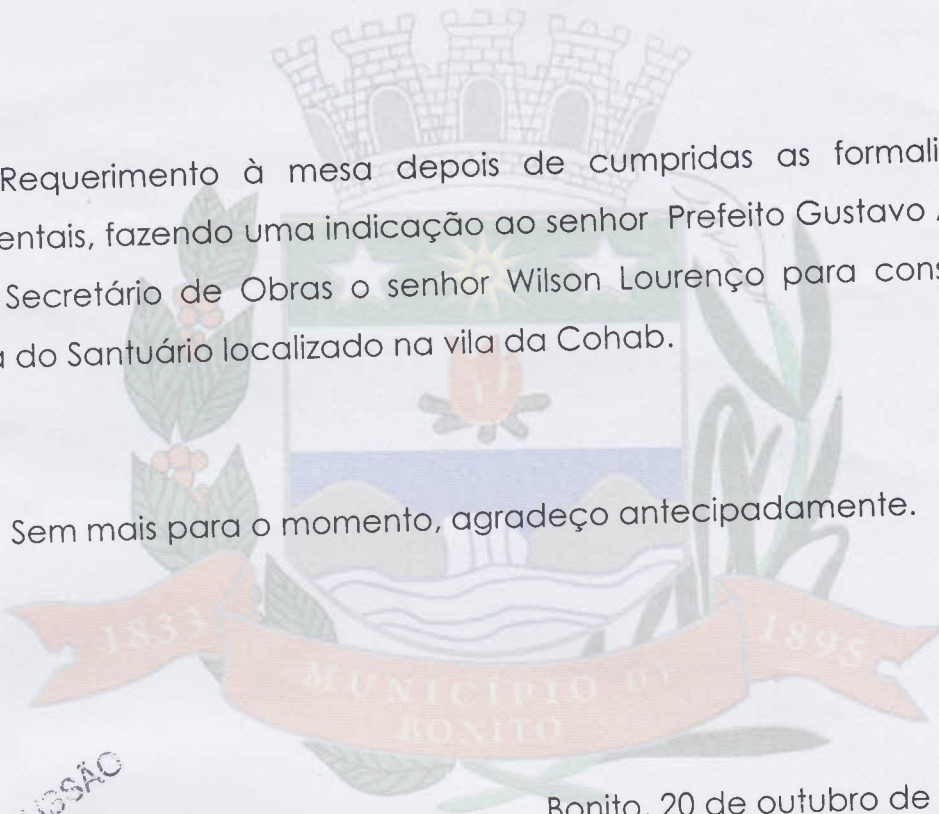 Requerimento à mesa depois de cumpridas as formali
entais, fazendo uma indicação ao senhor Prefeito Gustavo
Secretário de Obras o senhor Wilson Lourenço para cons
a do Santuário localizado na vila da Cohab.
Sem mais para o momento, agradeço antecipadamente.
1833
1895
MUNICÍPIO DE
BONITO
SSÃO
Bonito, 20 de outubro de